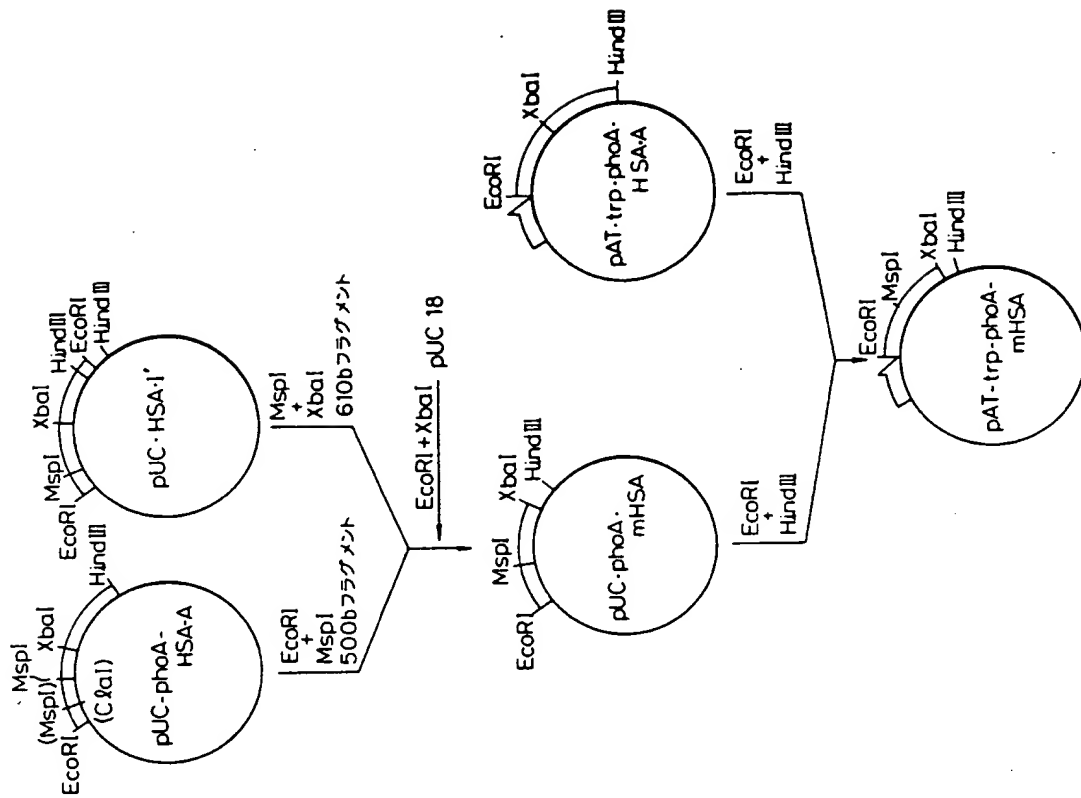 MspI
(MspI)
EcoRI
XbaI
(ClaI)
HindIII
pUC-phoA-
HSA-A
EcoRI
MspI
XbaI
HindIII
EcoRI
HindIII
pUC·HSA·I′
EcoRI
+
MspI
500bフラグメント
MspI
+
XbaI
610bフラグメント
EcoRI+XbaI
pUC 18
EcoRI
MspI
XbaI
HindIII
pUC-phoA·
mHSA
EcoRI
XbaI
HindIII
pAT·trp·phoA·
HSA·A
EcoRI
+
HindIII
EcoRI
+
HindIII
EcoRI
MspI
XbaI
HindIII
pAT-trp-phoA-
mHSA